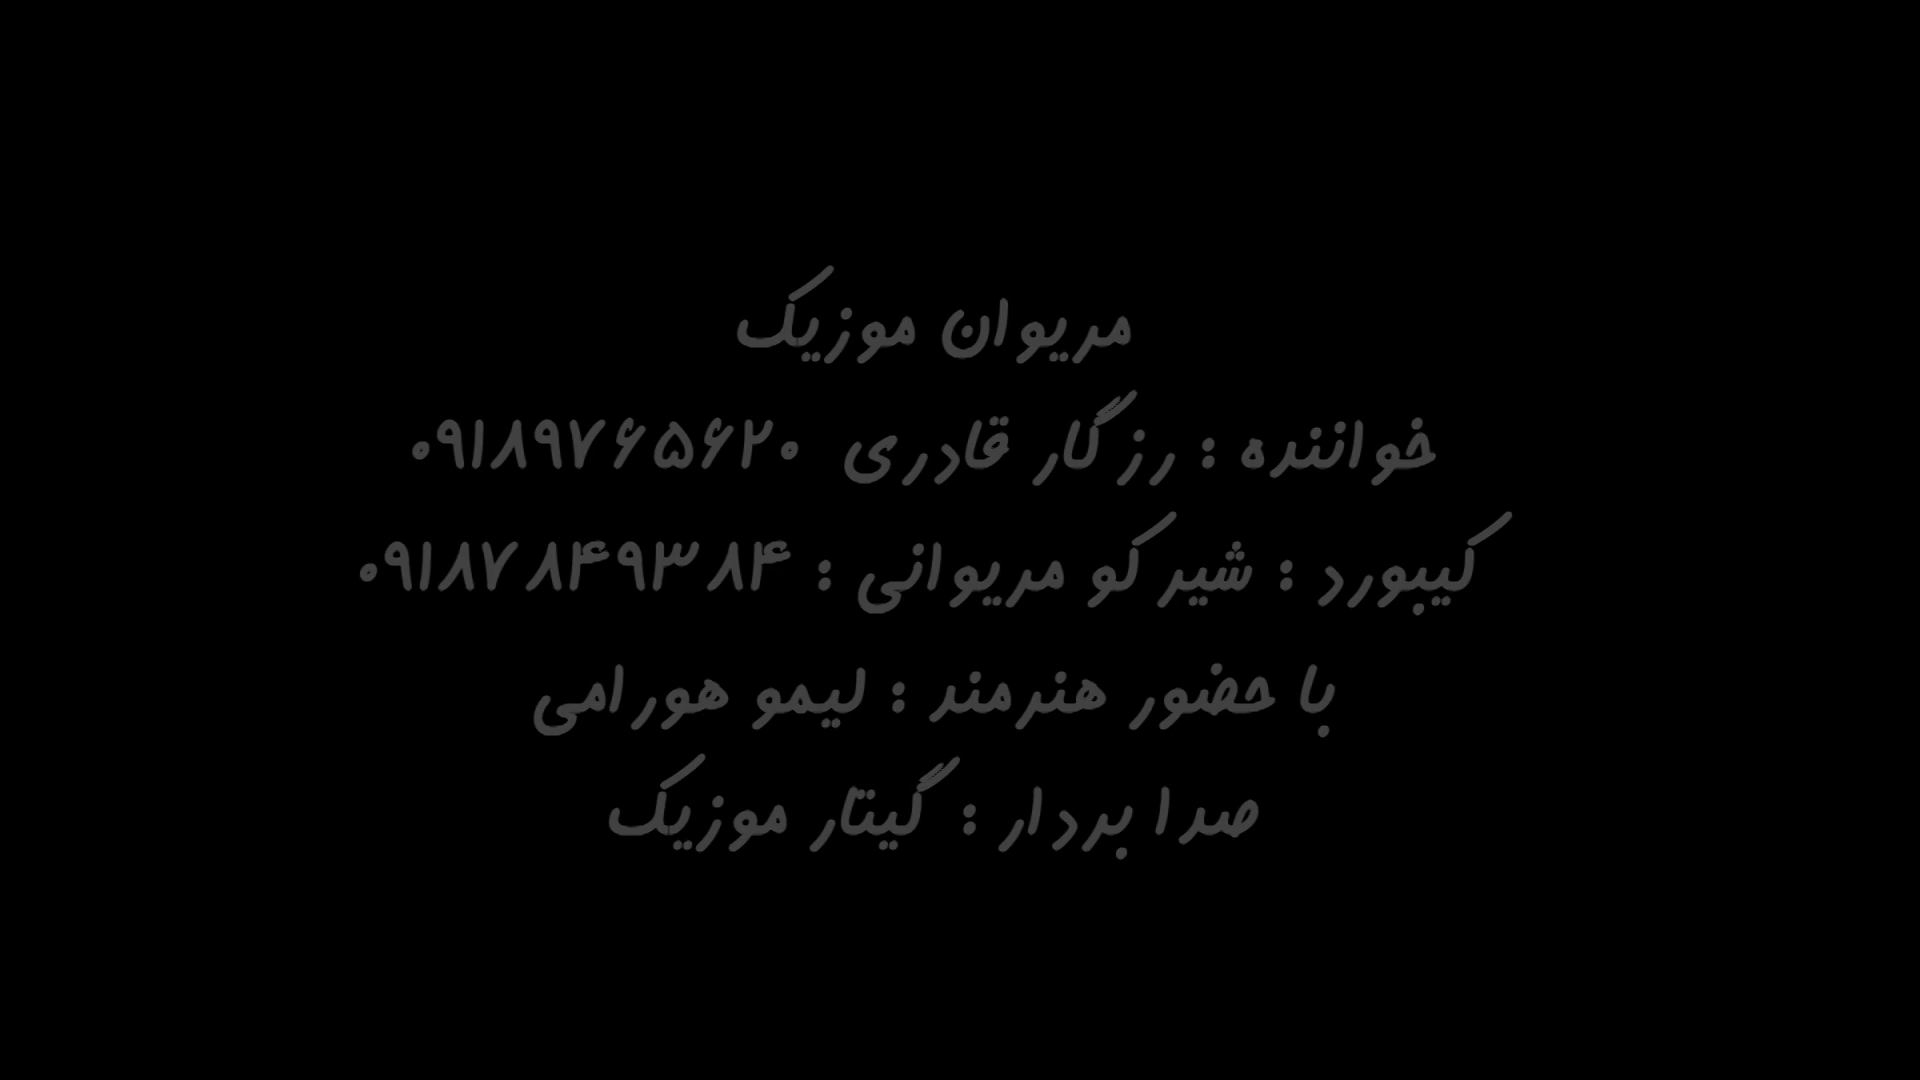 مریوان موزیک
خواننده : رزگار قادری ۰۹۱۸۹۷۶۵۶۲۰
کیبورد : شیرکو مریوانی : ۰۹۱۸۷۸۴۹۳۸۴
با حضور هنرمند : لیمو هورامی
صدا بردار : گیتار موزیک